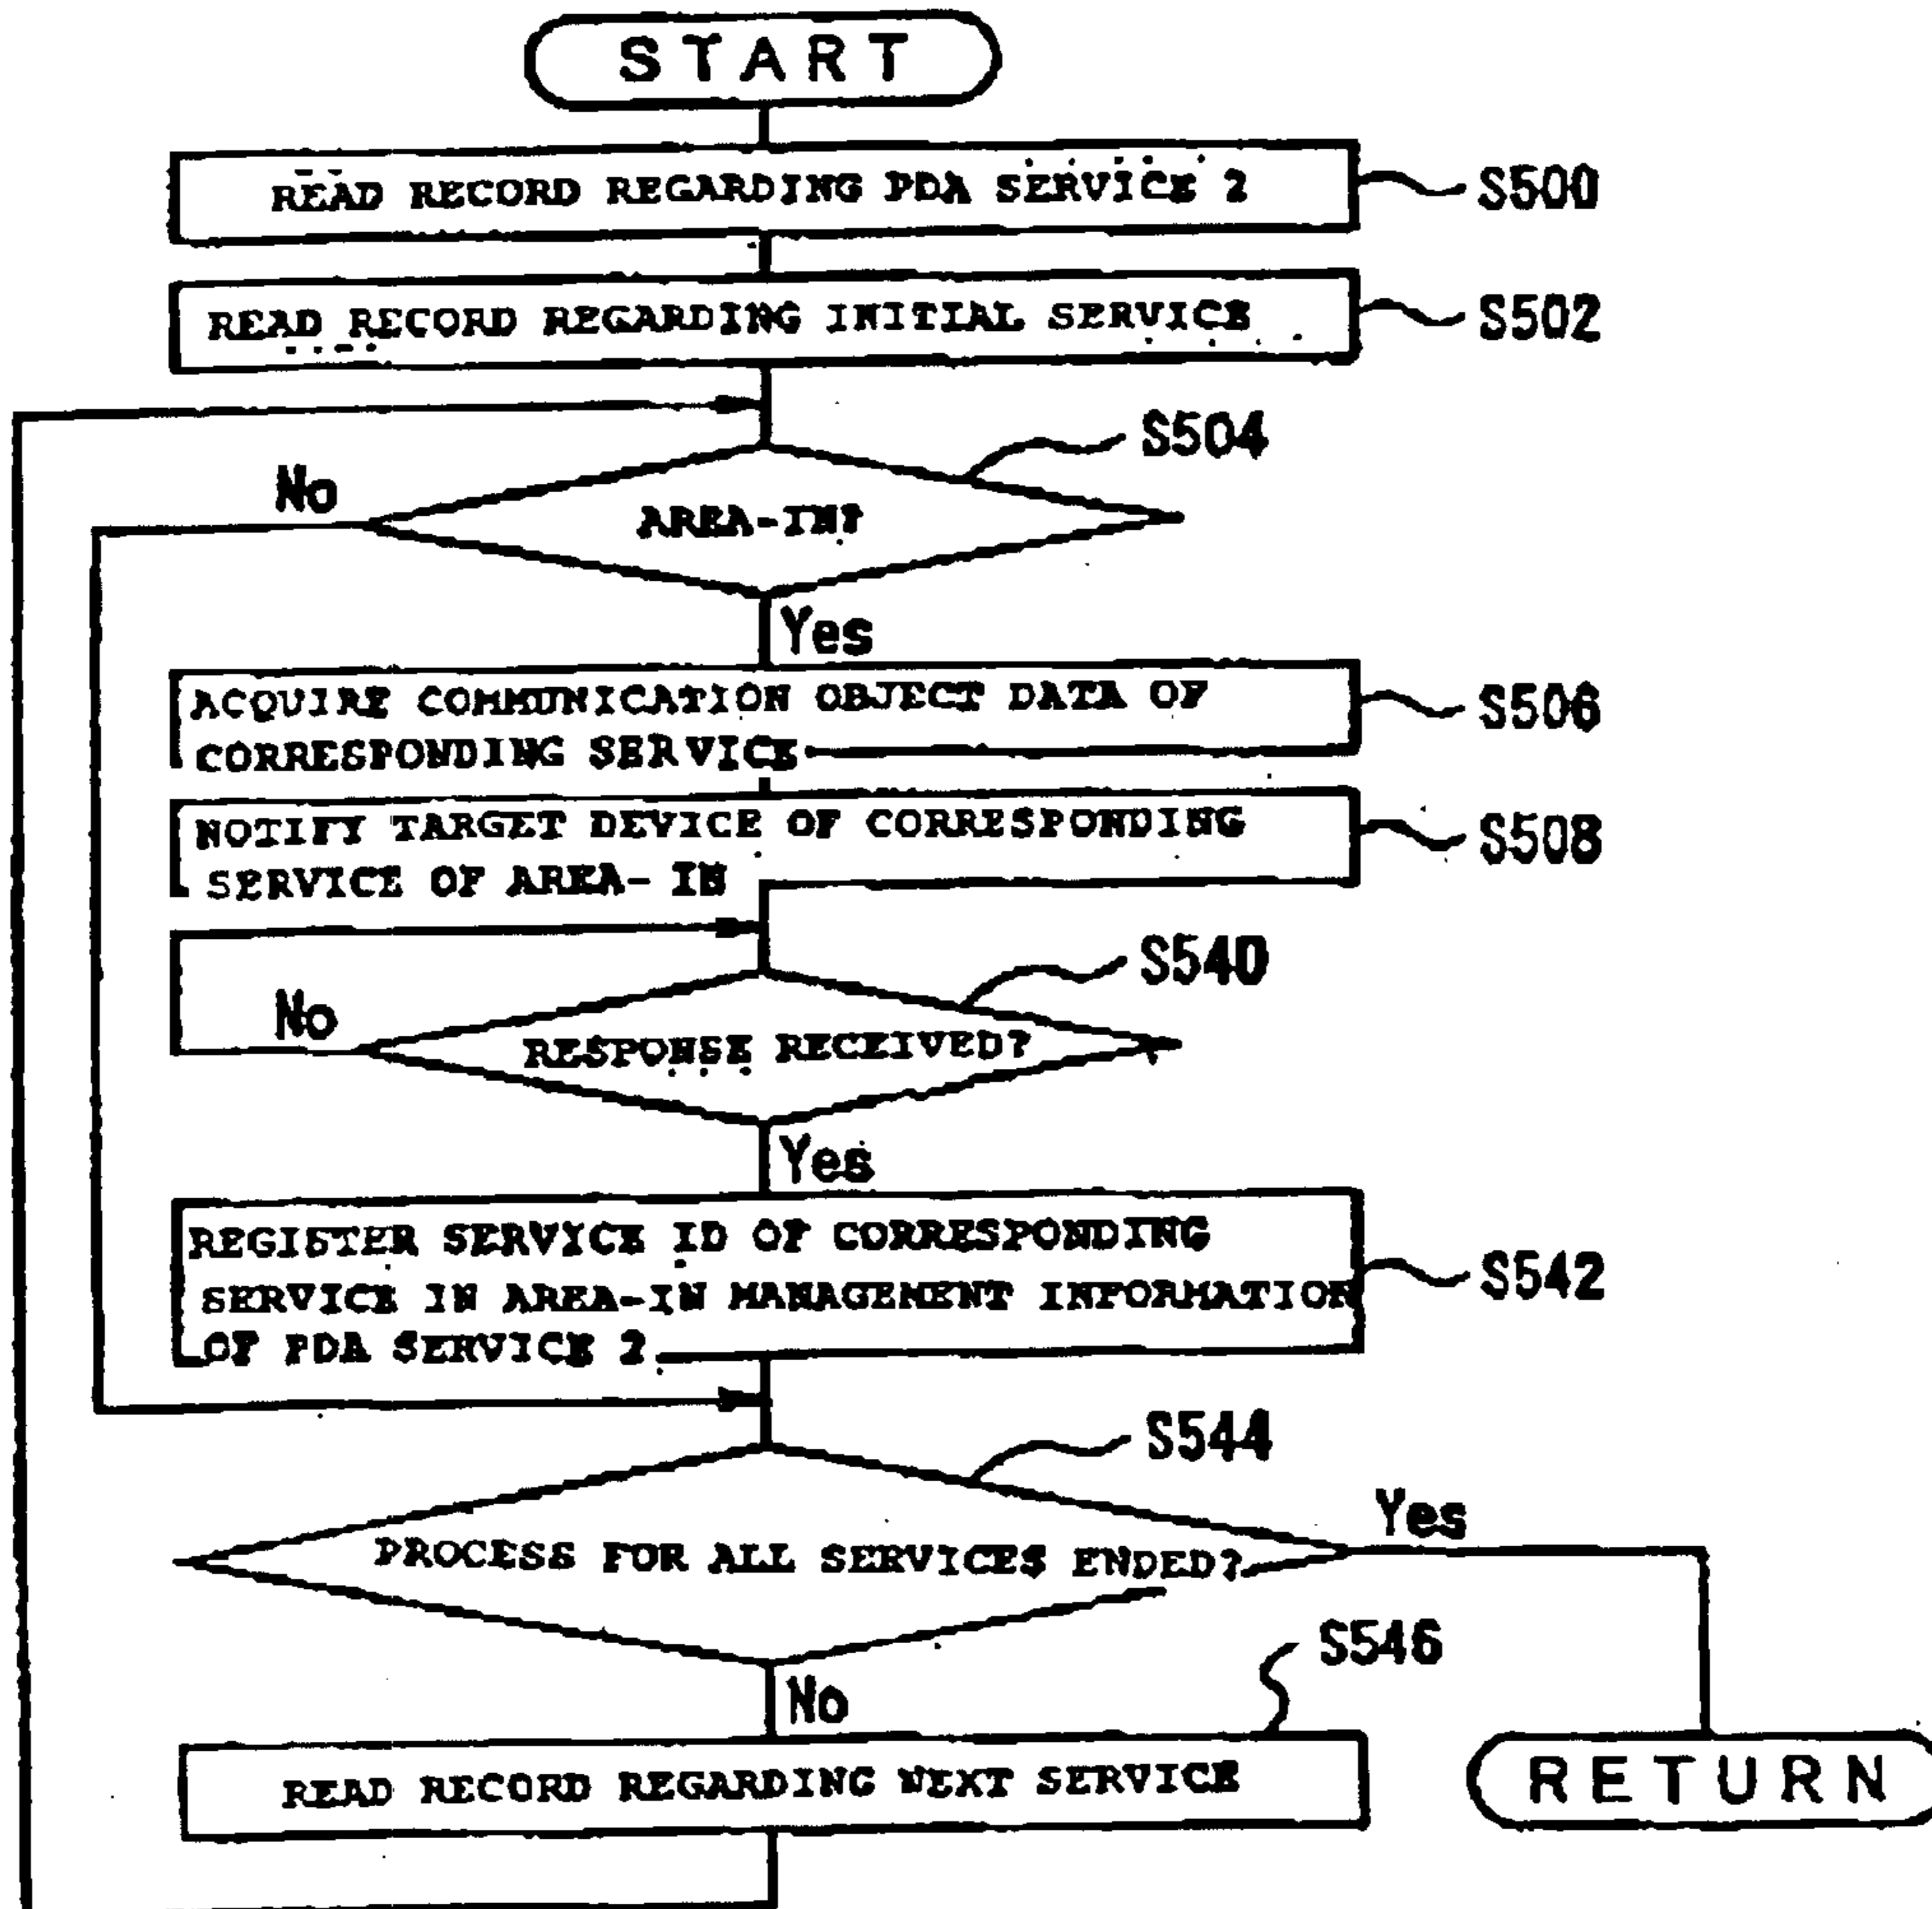 START
READ RECORD REGARDING PDA SERVICE 2
S500
READ RECORD REGARDING INITIAL SERVICE
S502
S504
No
AREA-IN?
Yes
ACQUIRE COMMUNICATION OBJECT DATA OF
CORRESPONDING SERVICE
S506
NOTIFY TARGET DEVICE OF CORRESPONDING
SERVICE OF AREA- IN
S508
S540
No
RESPONSE RECEIVED?
Yes
REGISTER SERVICE ID OF CORRESPONDING
SERVICE IN AREA-IN MANAGEMENT INFORMATION
OF PDA SERVICE 2
S542
S544
Yes
PROCESS FOR ALL SERVICES ENDED?
S546
No
READ RECORD REGARDING NEXT SERVICE
RETURN